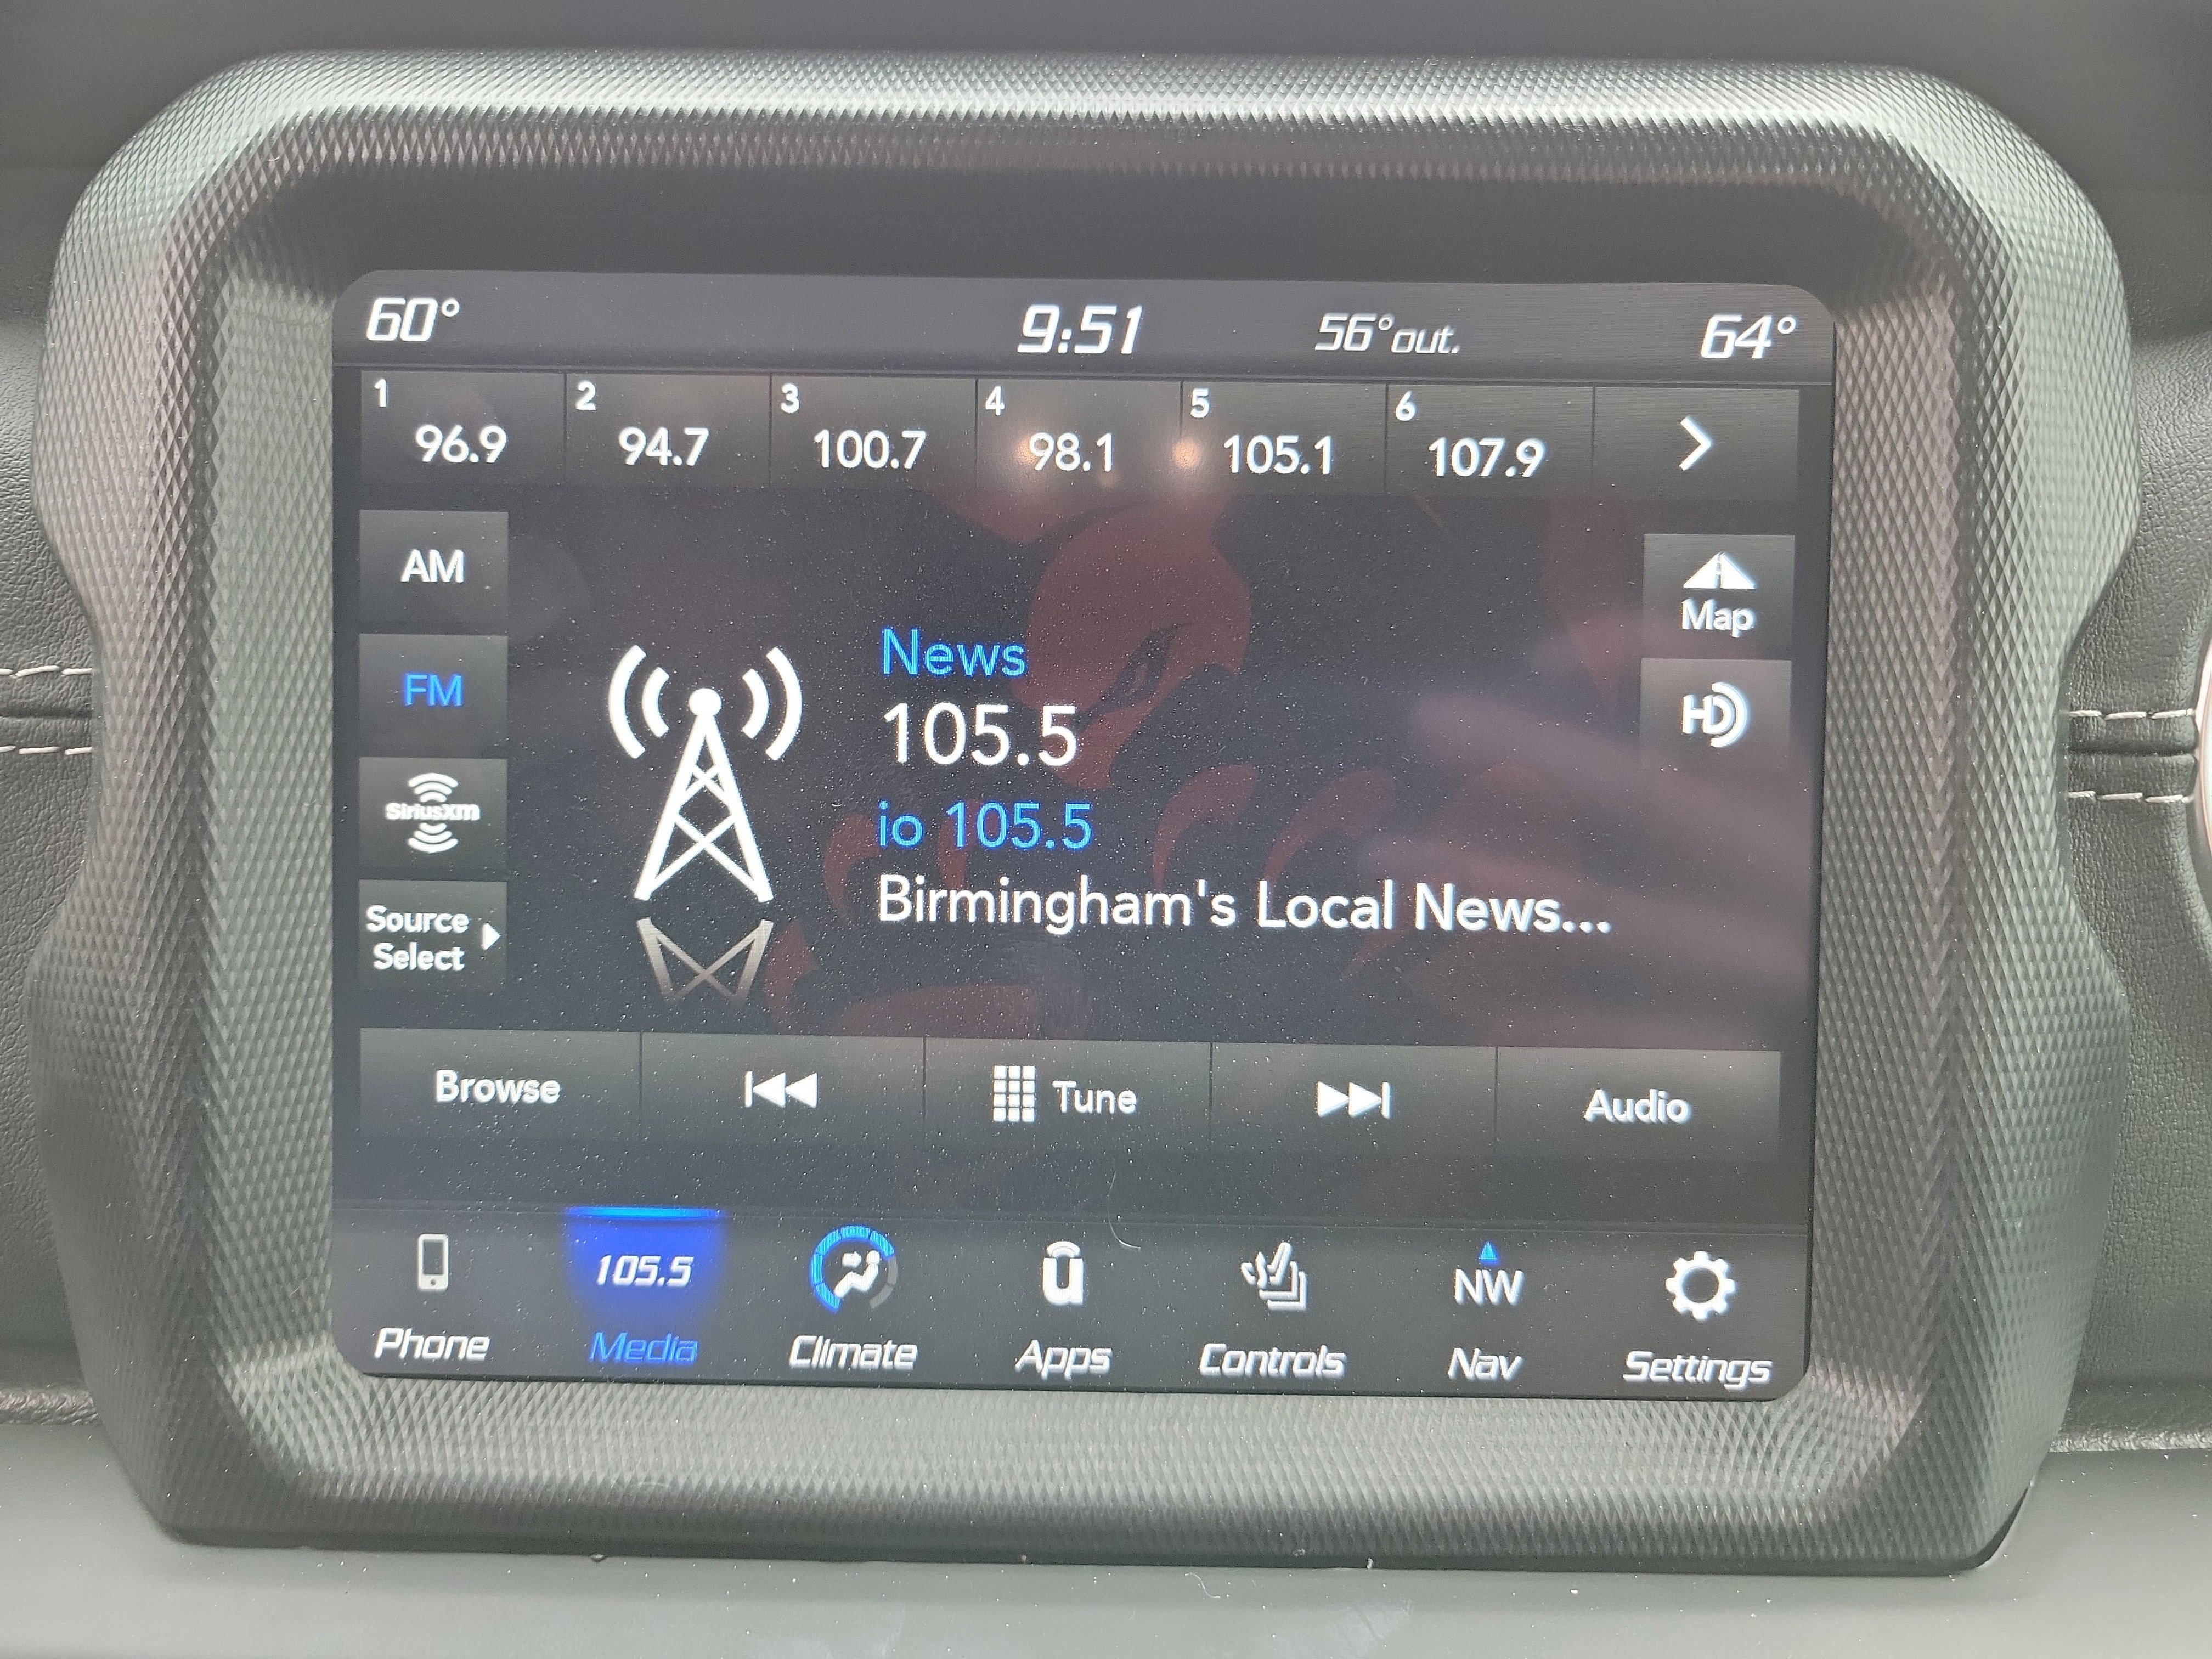 60° 9:51 56° out. 64°
1 2 3 4 5 6
96.9 94.7 100.7 98.1 105.1 107.9
AM
FM
SiriusXM
Source
Select
News
105.5
io 105.5
Birmingham's Local News...
Map
HD
Browse Tune Audio
105.5 NW
Phone Media Climate Apps Controls Nav Settings